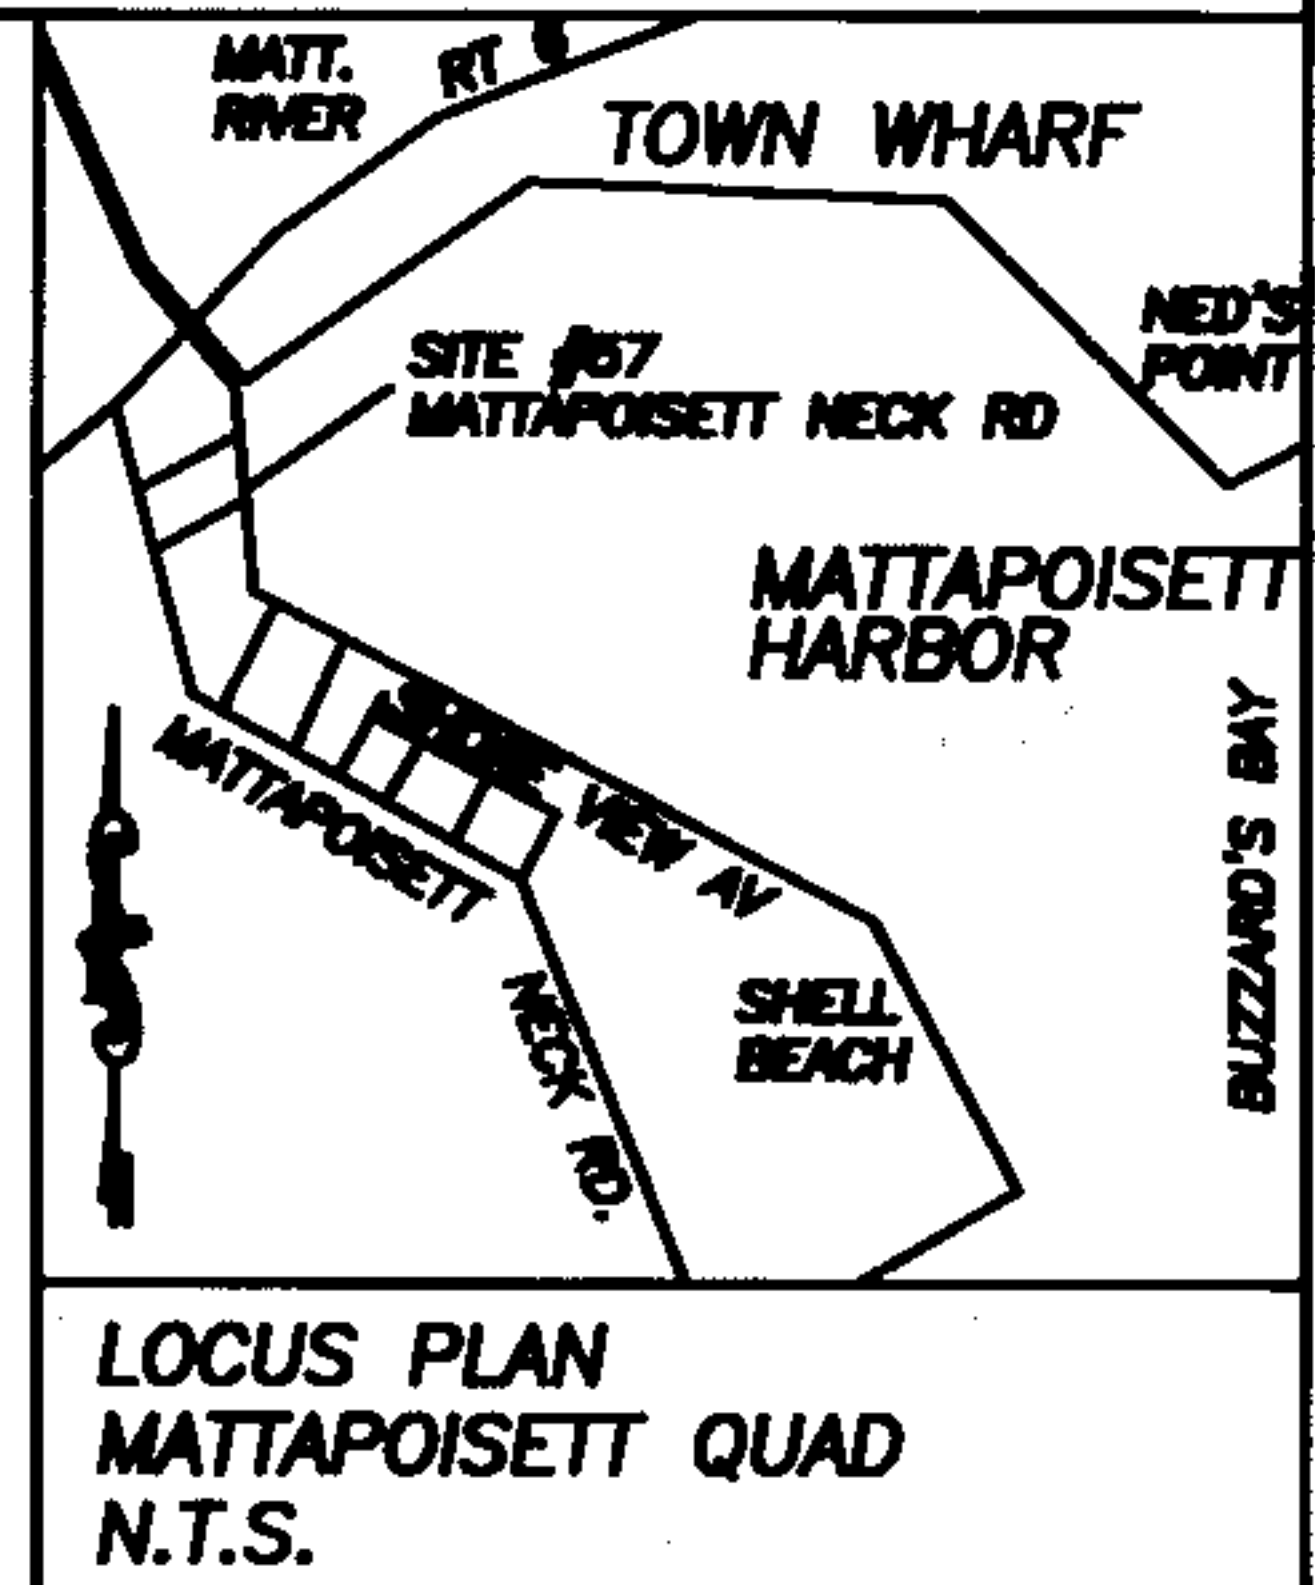 MATT.
RIVER
RT 6
TOWN WHARF
NED'S
POINT
SITE #57
MATTAPOISETT NECK RD
MATTAPOISETT
HARBOR
BUZZARD'S BAY
SHORE VIEW AV
MATTAPOISETT
NECK RD.
SHELL
BEACH
LOCUS PLAN
MATTAPOISETT QUAD
N.T.S.